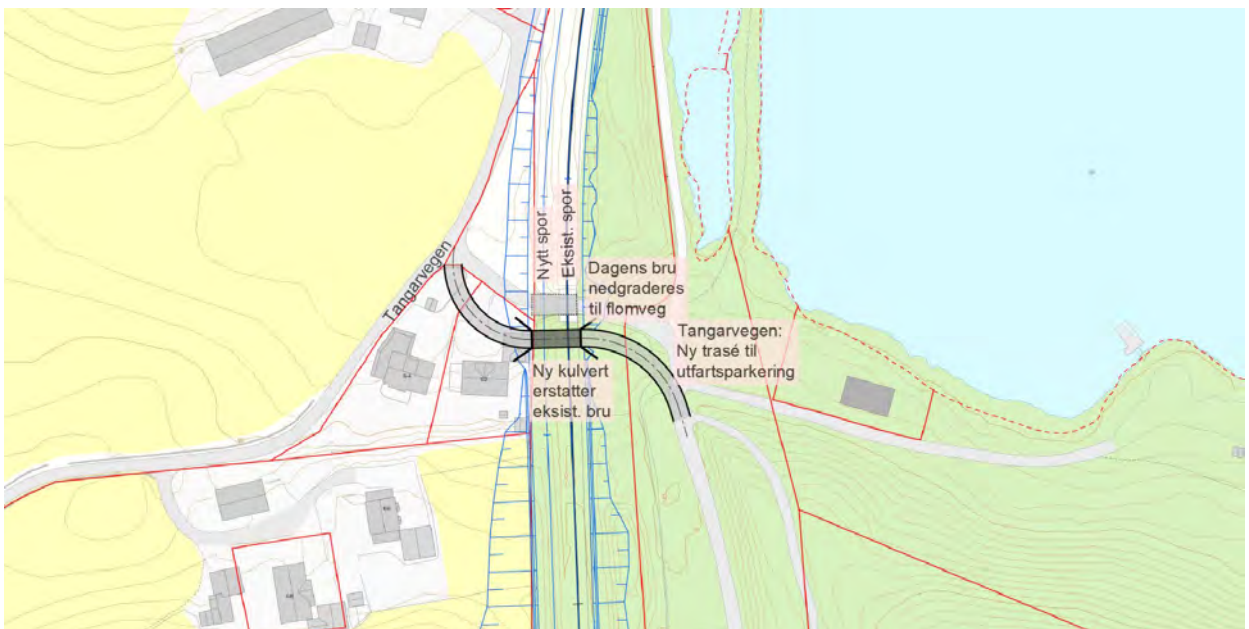 Tangarvegen
Nytt spor
Eksist. spor
Dagens bru
nedgraderes
til flomveg
Tangarvegen:
Ny trasé til
utfartsparkering
Ny kulvert
erstatter
eksist. bru